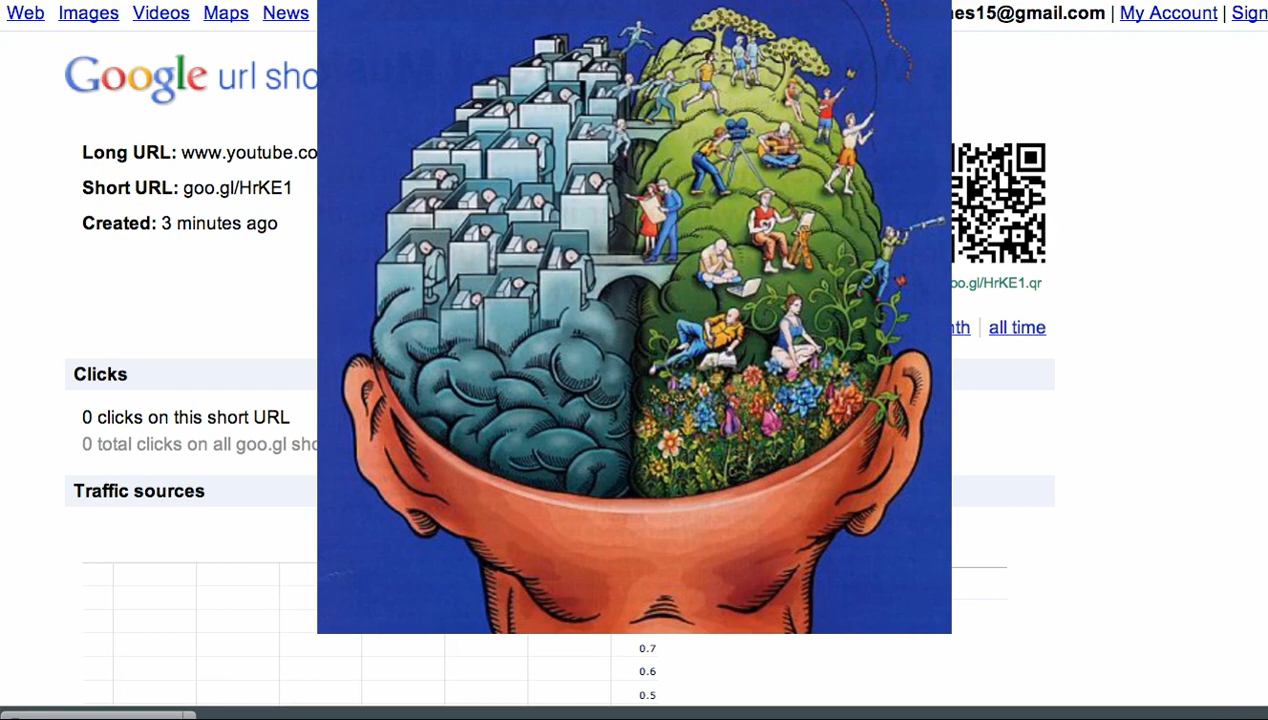 Web Images Videos Maps News
nes15@gmail.com | My Account | Sign
Google url sho
Long URL: www.youtube.co
Short URL: goo.gl/HrKE1
Created: 3 minutes ago
oo.gl/HrKE1.qr
nth | all time
Clicks
0 clicks on this short URL
0 total clicks on all goo.gl sho
Traffic sources
0.7
0.6
0.5